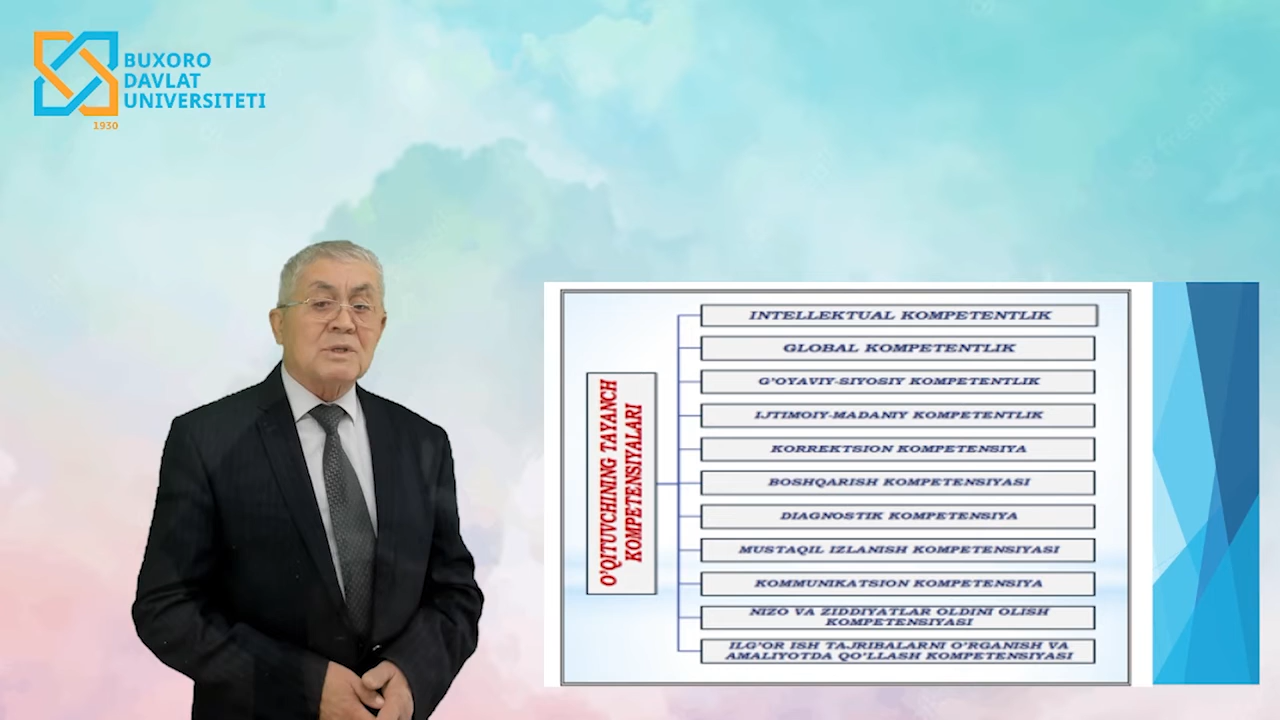 BUXORO
DAVLAT
UNIVERSITETI
1930
O'QITUVCHINING TAYANCH
KOMPETENSIYALARI
INTELLEKTUAL KOMPETENTLIK
GLOBAL KOMPETENTLIK
G'OYAVIY-SIYOSIY KOMPETENTLIK
IJTIMOIY-MADANIY KOMPETENTLIK
KORREKTSION KOMPETENSIYA
BOSHQARISH KOMPETENSIYASI
DIAGNOSTIK KOMPETENSIYA
MUSTAQIL IZLANISH KOMPETENSIYASI
KOMMUNIKATSION KOMPETENSIYA
NIZO VA ZIDDIYATLAR OLDINI OLISH
KOMPETENSIYASI
ILG'OR ISH TAJRIBALARNI O'RGANISH VA
AMALIYOTDA QO'LLASH KOMPETENSIYASI